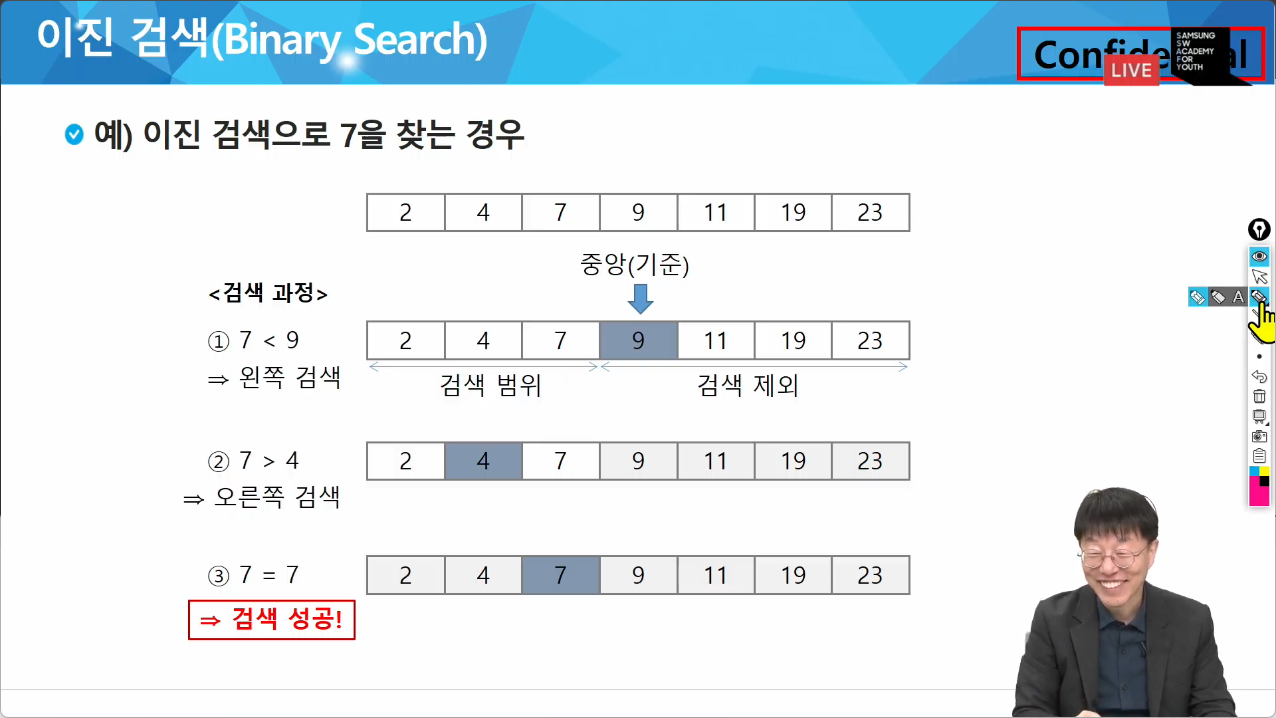 이진 검색(Binary Search)
Confide al
SAMSUNG
SW
ACADEMY
FOR
YOUTH
LIVE
예) 이진 검색으로 7을 찾는 경우
2 4 7 9 11 19 23
중앙(기준)
<검색 과정>
① 7 < 9
2 4 7 9 11 19 23
⇒ 왼쪽 검색
검색 범위 검색 제외
② 7 > 4
2 4 7 9 11 19 23
⇒ 오른쪽 검색
③ 7 = 7
2 4 7 9 11 19 23
⇒ 검색 성공!
A